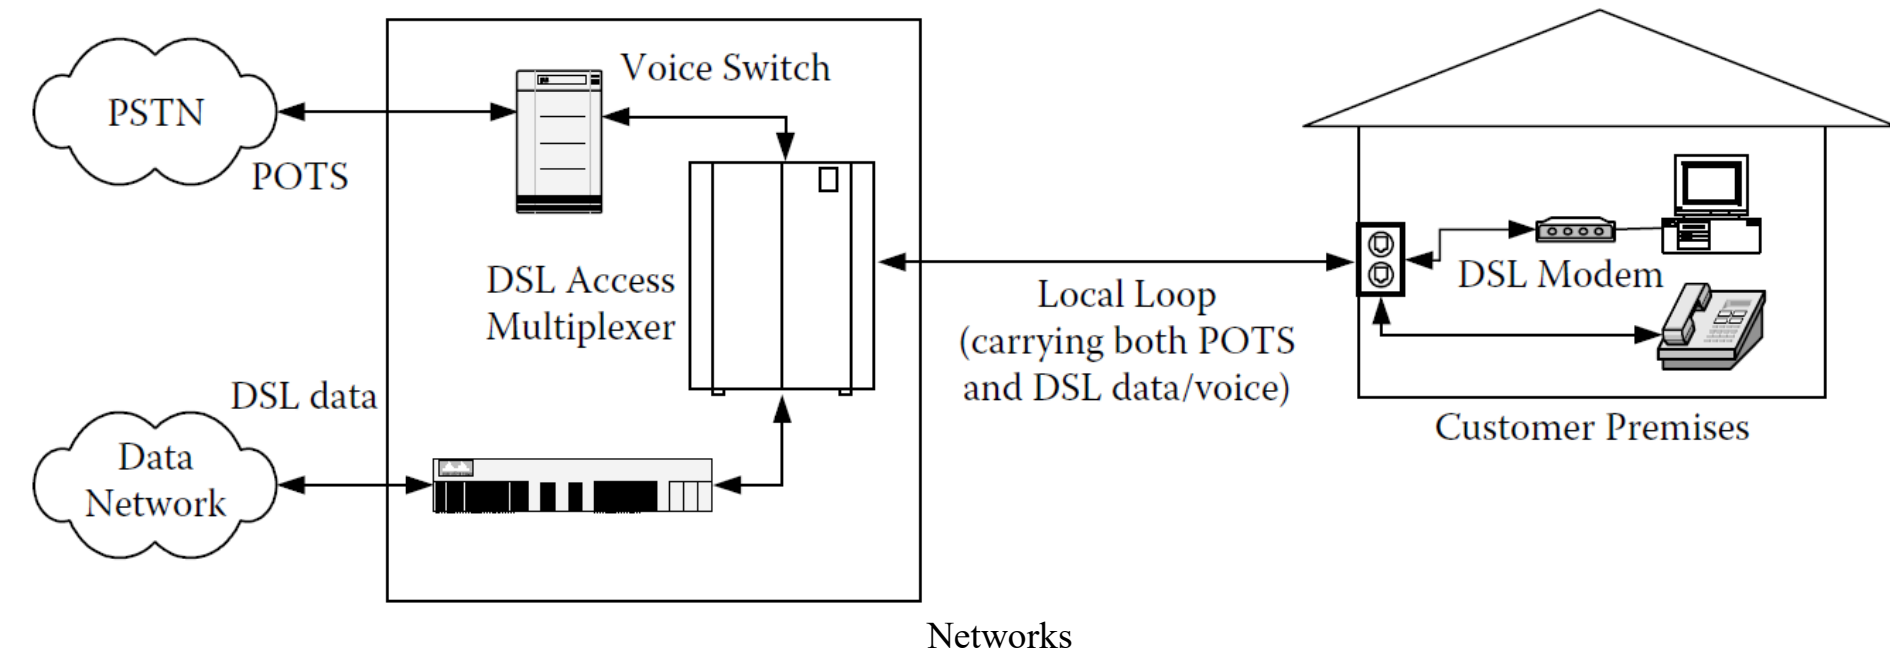 PSTN
POTS
Voice Switch
DSL Access
Multiplexer
DSL data
Data
Network
Local Loop
(carrying both POTS
and DSL data/voice)
DSL Modem
Customer Premises
Networks